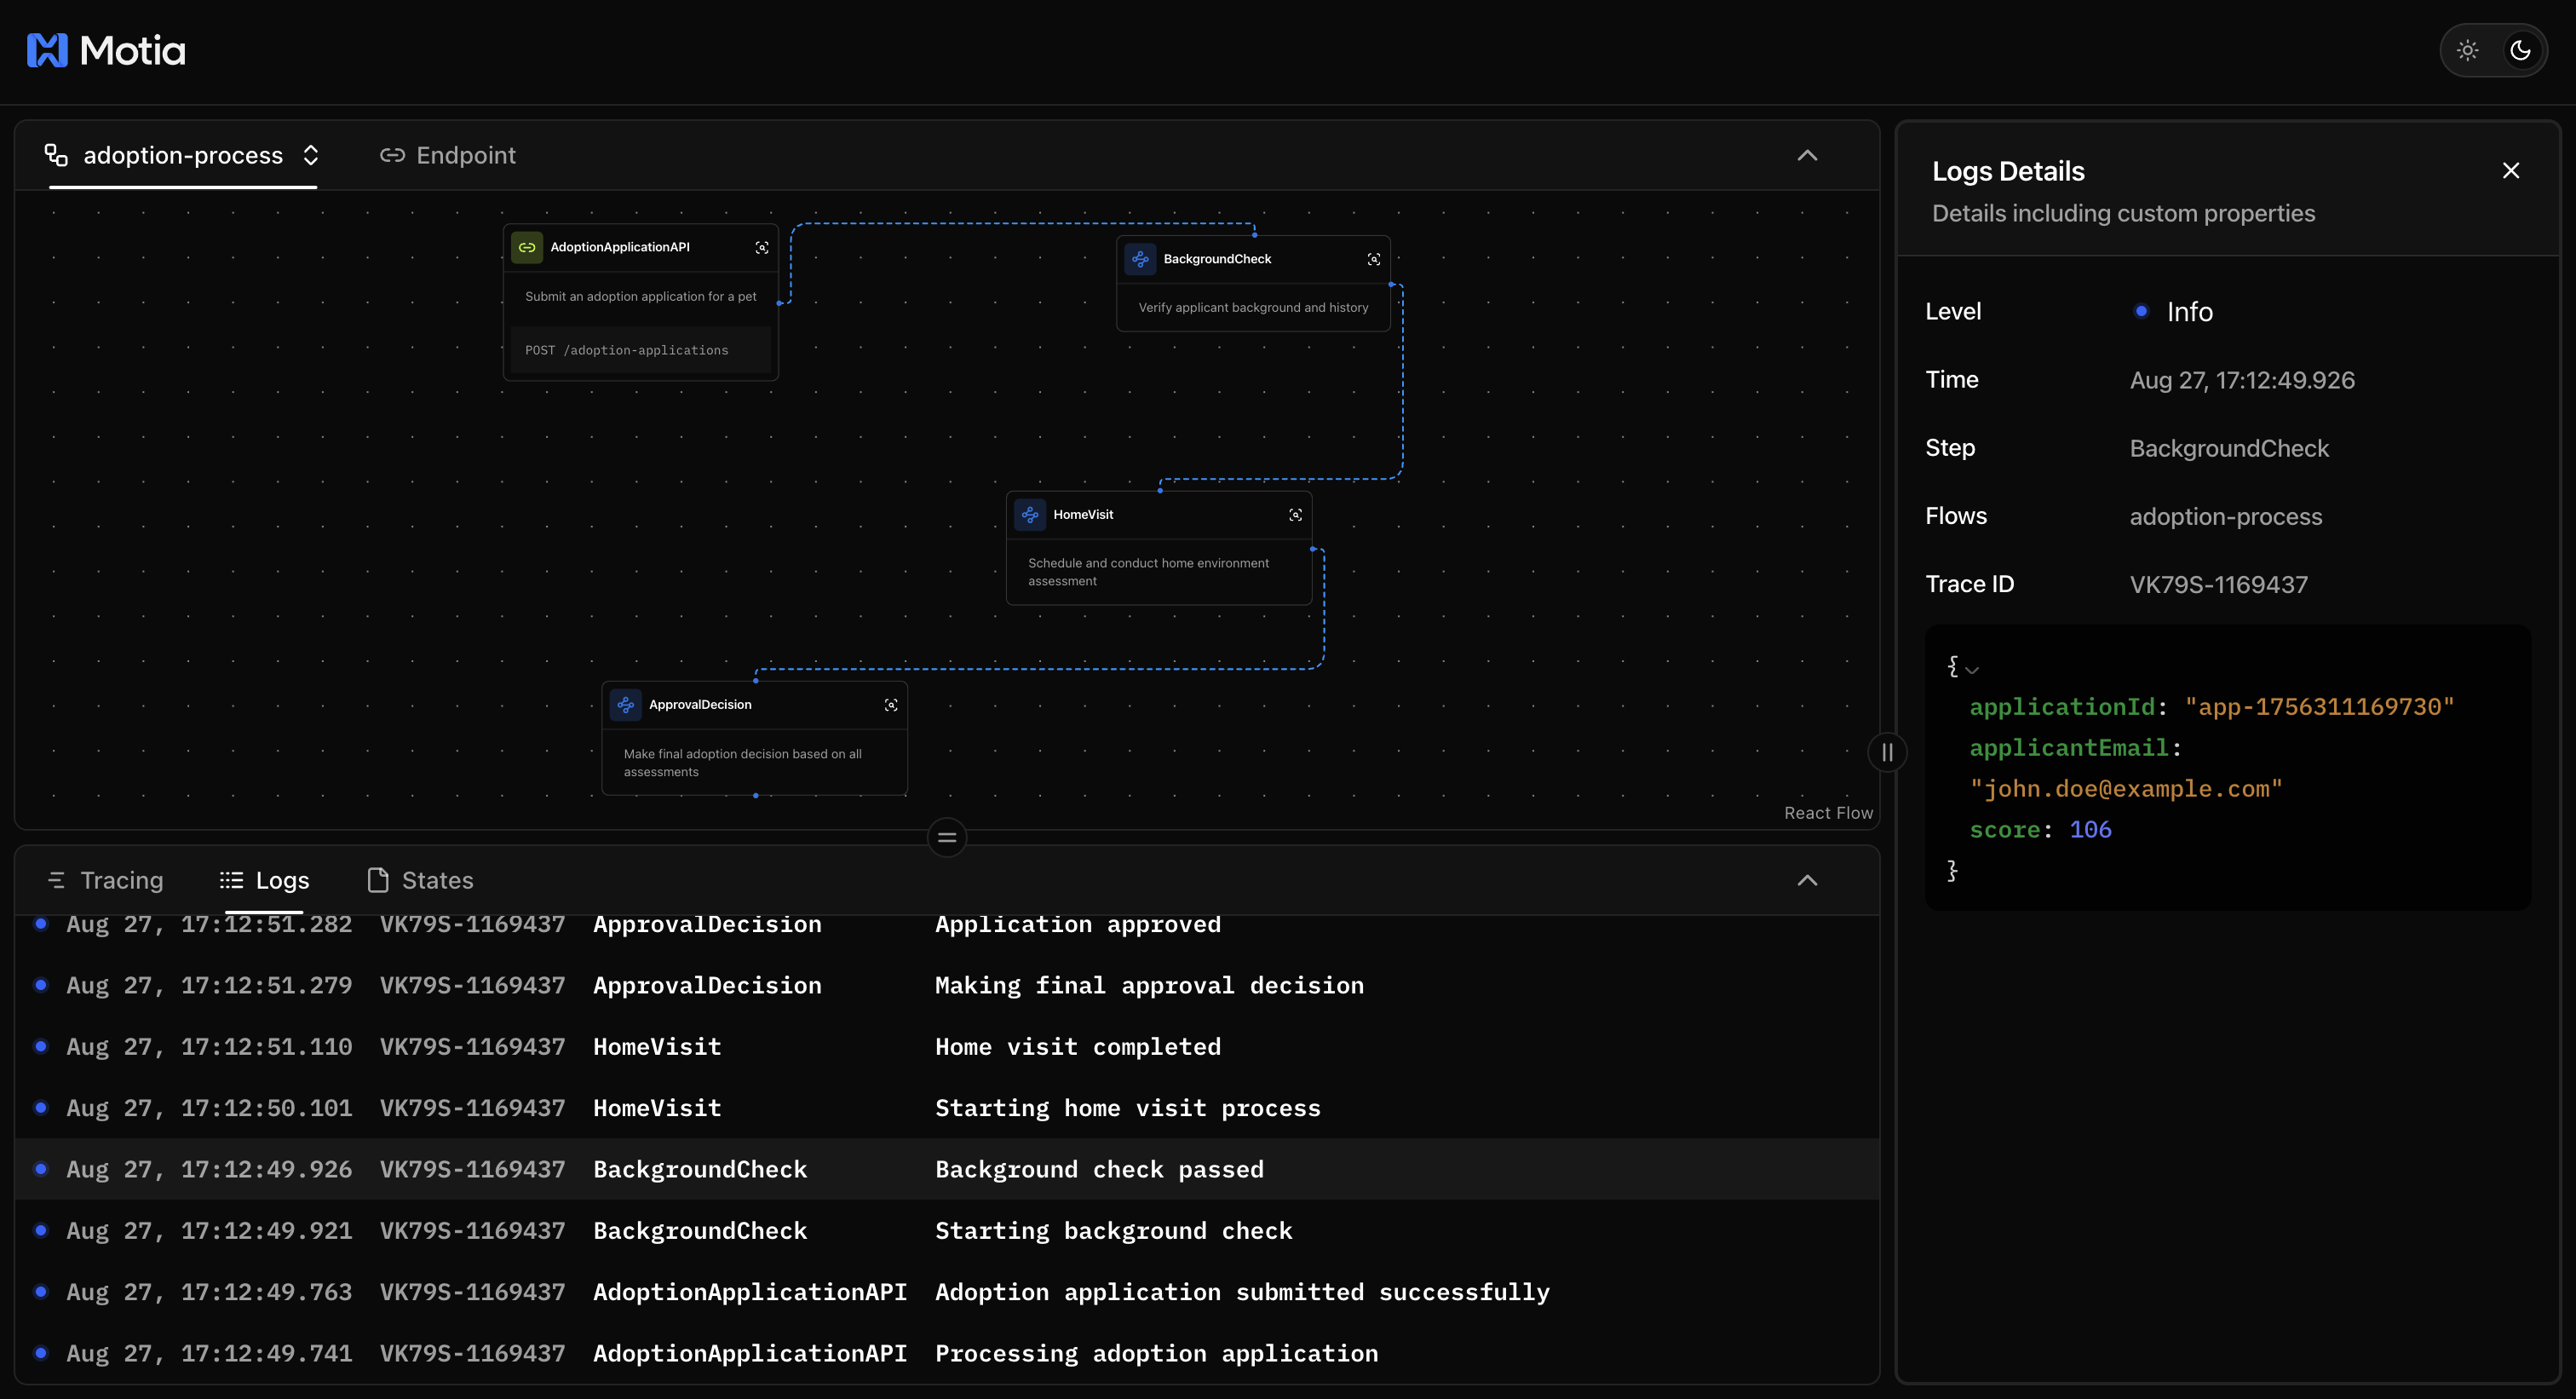 Motia
adoption-process
Endpoint
AdoptionApplicationAPI
Submit an adoption application for a pet
POST /adoption-applications
BackgroundCheck
Verify applicant background and history
HomeVisit
Schedule and conduct home environment
assessment
ApprovalDecision
Make final adoption decision based on all
assessments
React Flow
Tracing
Logs
States
Aug 27, 17:12:51.282 VK79S-1169437 ApprovalDecision Application approved
Aug 27, 17:12:51.279 VK79S-1169437 ApprovalDecision Making final approval decision
Aug 27, 17:12:51.110 VK79S-1169437 HomeVisit Home visit completed
Aug 27, 17:12:50.101 VK79S-1169437 HomeVisit Starting home visit process
Aug 27, 17:12:49.926 VK79S-1169437 BackgroundCheck Background check passed
Aug 27, 17:12:49.921 VK79S-1169437 BackgroundCheck Starting background check
Aug 27, 17:12:49.763 VK79S-1169437 AdoptionApplicationAPI Adoption application submitted successfully
Aug 27, 17:12:49.741 VK79S-1169437 AdoptionApplicationAPI Processing adoption application
Logs Details
Details including custom properties
Level Info
Time Aug 27, 17:12:49.926
Step BackgroundCheck
Flows adoption-process
Trace ID VK79S-1169437
{
applicationId: "app-1756311169730"
applicantEmail:
"john.doe@example.com"
score: 106
}